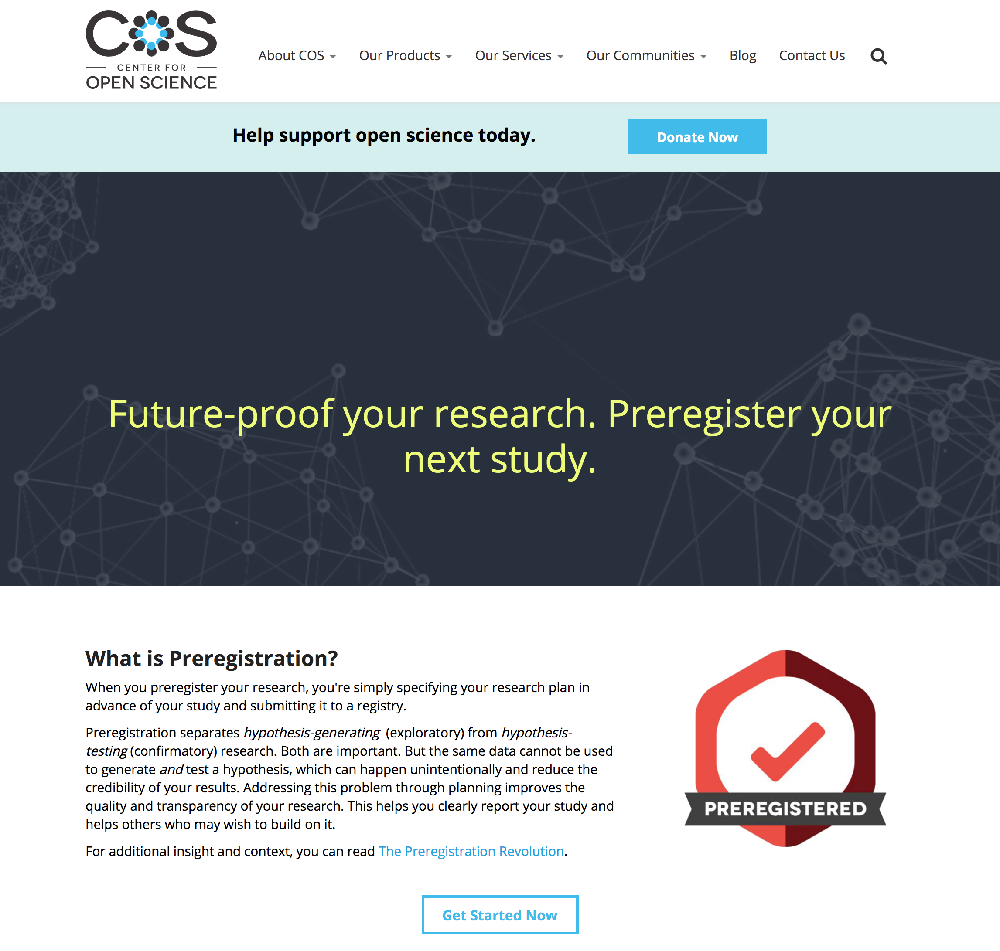 COS
CENTER FOR
OPEN SCIENCE
About COS
Our Products
Our Services
Our Communities
Blog
Contact Us
Help support open science today.
Donate Now
Future-proof your research. Preregister your
next study.
What is Preregistration?
When you preregister your research, you're simply specifying your research plan in
advance of your study and submitting it to a registry.
Preregistration separates hypothesis-generating (exploratory) from hypothesis-
testing (confirmatory) research. Both are important. But the same data cannot be used
to generate and test a hypothesis, which can happen unintentionally and reduce the
credibility of your results. Addressing this problem through planning improves the
quality and transparency of your research. This helps you clearly report your study and
helps others who may wish to build on it.
For additional insight and context, you can read The Preregistration Revolution.
PREREGISTERED
Get Started Now